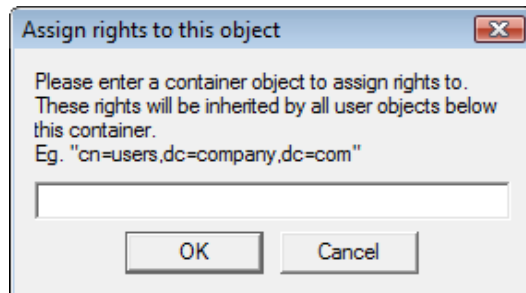 Assign rights to this object
Please enter a container object to assign rights to.
These rights will be inherited by all user objects below
this container.
Eg. "cn=users,dc=company,dc=com"
OK
Cancel